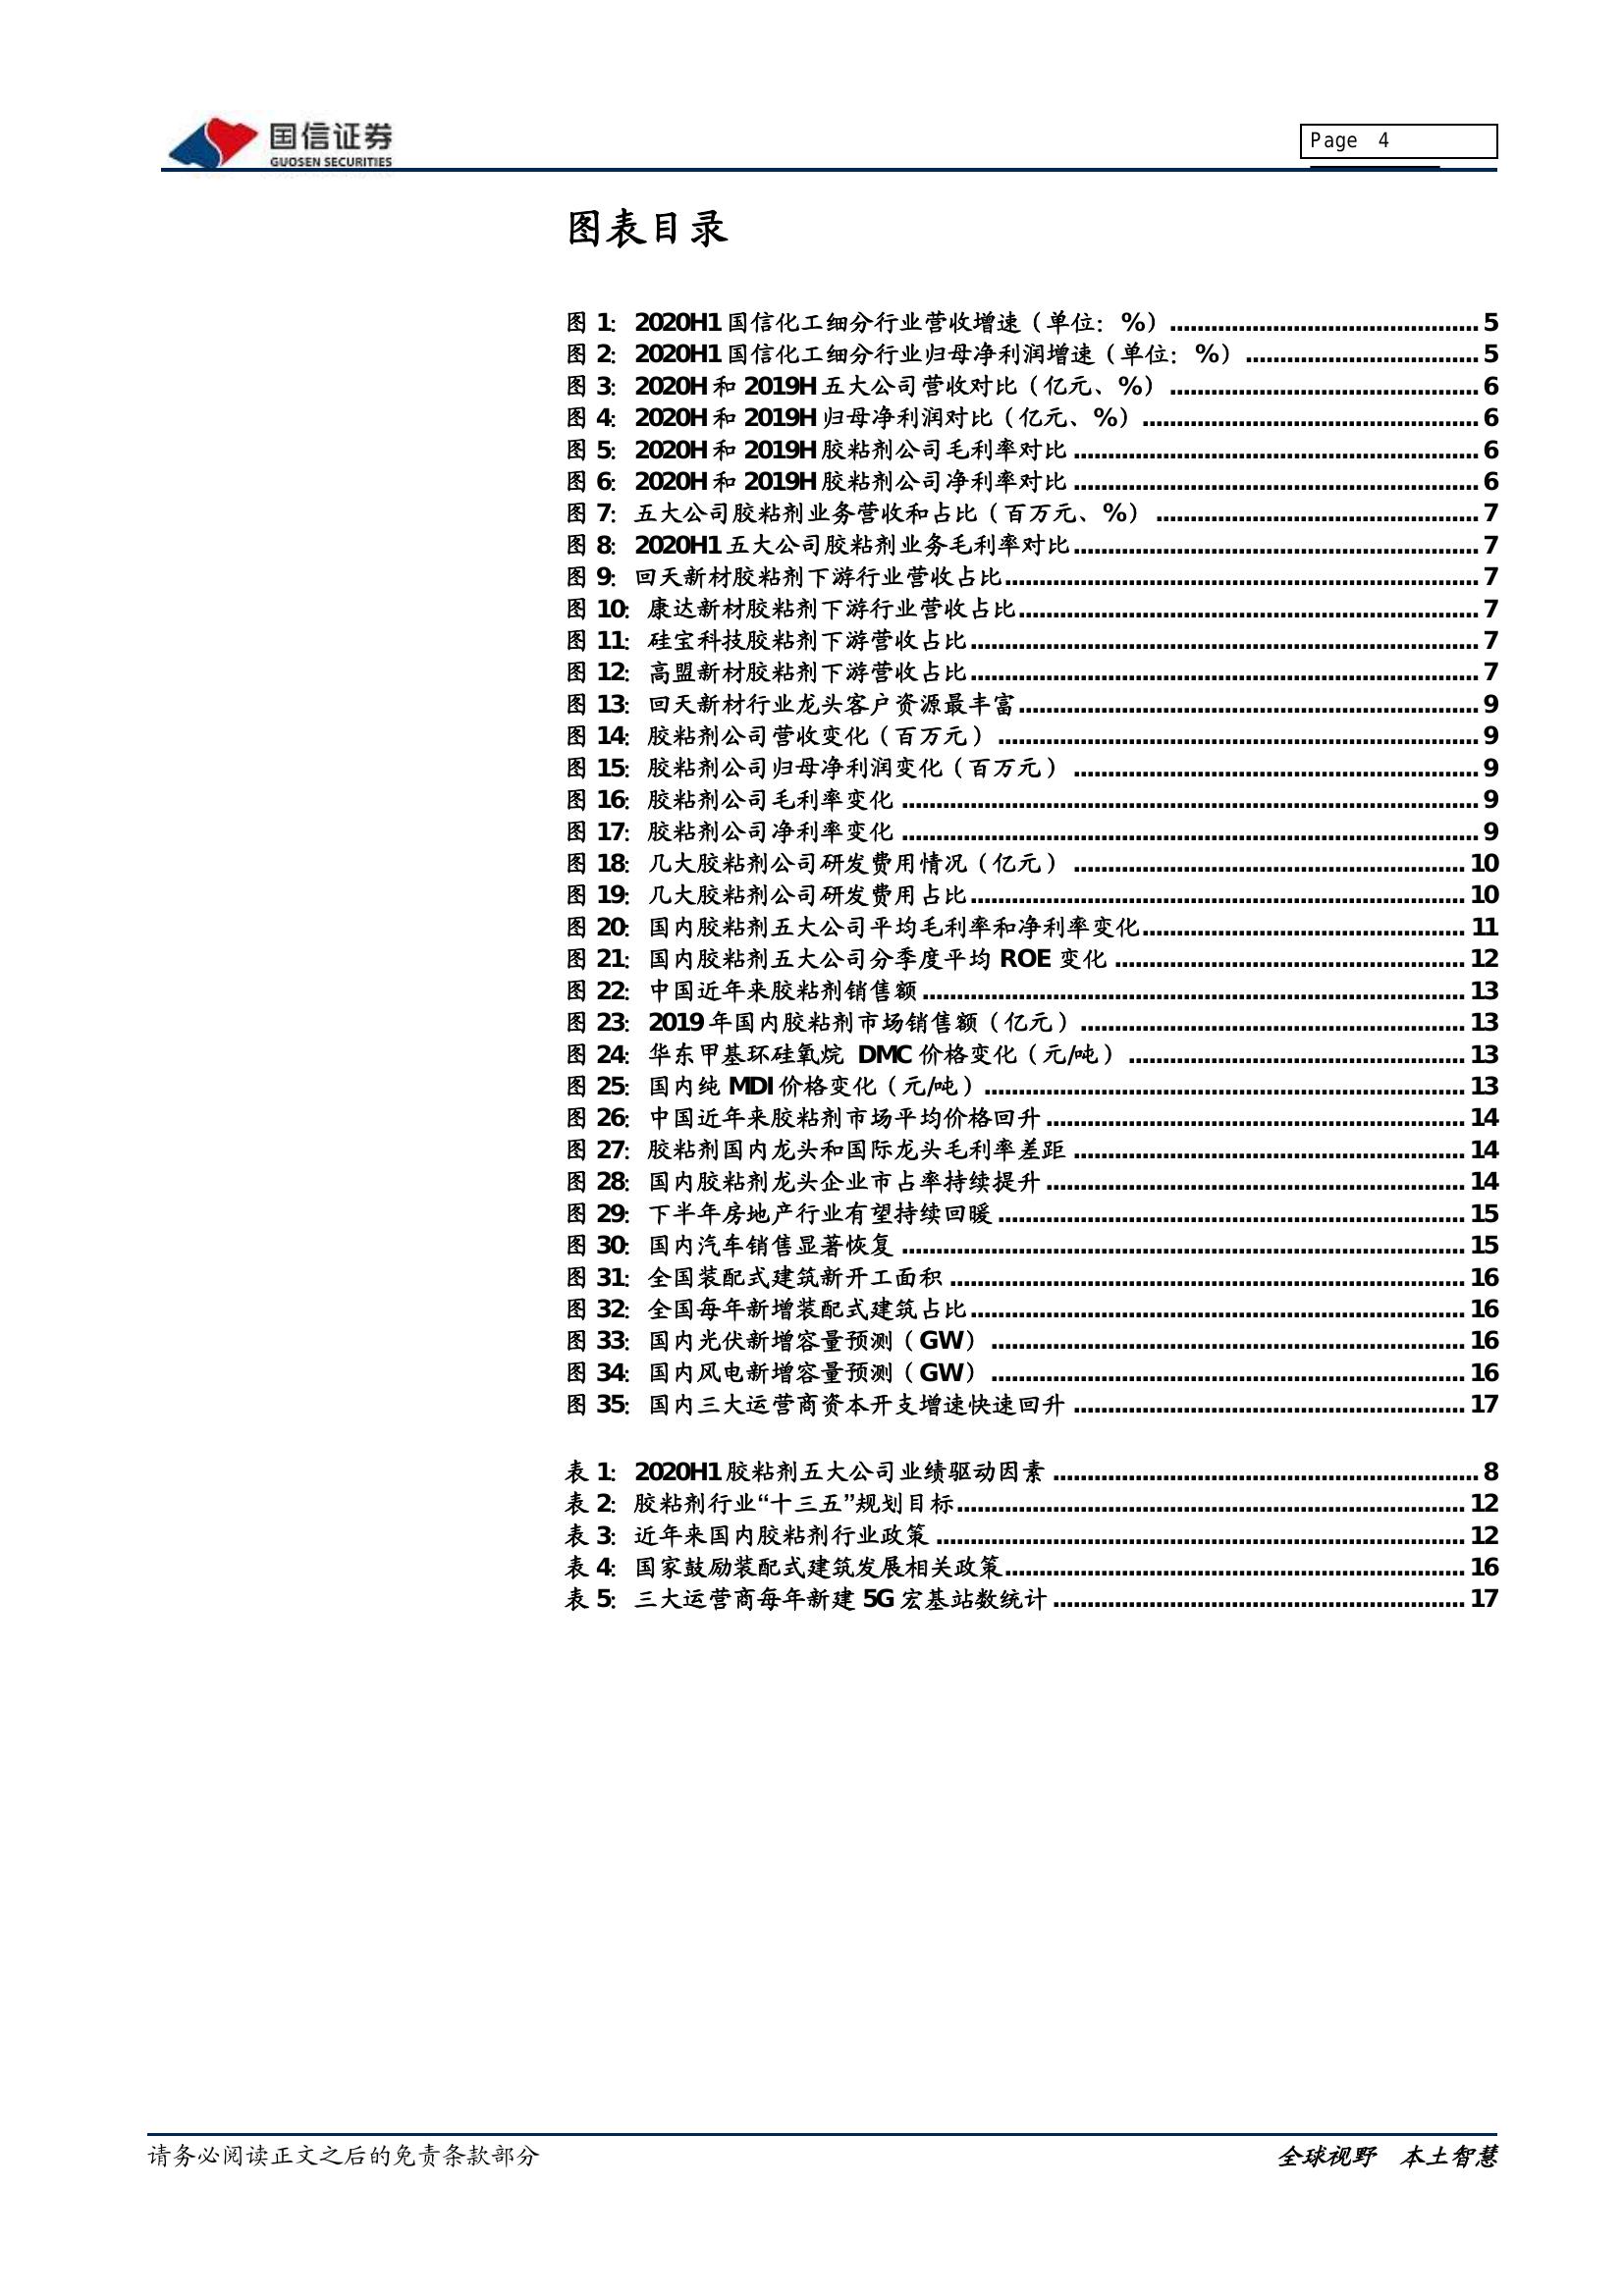 国信证券
GUOSEN SECURITIES
Page 4
图表目录
图 1: 2020H1 国信化工细分行业营收增速（单位：%）.............................................5
图 2: 2020H1 国信化工细分行业归母净利润增速（单位：%）..................................5
图 3: 2020H 和 2019H 五大公司营收对比（亿元、%）.............................................6
图 4: 2020H 和 2019H 归母净利润对比（亿元、%）.................................................6
图 5: 2020H 和 2019H 胶粘剂公司毛利率对比...........................................................6
图 6: 2020H 和 2019H 胶粘剂公司净利率对比...........................................................6
图 7: 五大公司胶粘剂业务营收和占比（百万元、%）...............................................7
图 8: 2020H1 五大公司胶粘剂业务毛利率对比...........................................................7
图 9: 回天新材胶粘剂下游行业营收占比.....................................................................7
图 10: 康达新材胶粘剂下游行业营收占比...................................................................7
图 11: 硅宝科技胶粘剂下游营收占比..........................................................................7
图 12: 高盟新材胶粘剂下游营收占比..........................................................................7
图 13: 回天新材行业龙头客户资源最丰富...................................................................9
图 14: 胶粘剂公司营收变化（百万元）......................................................................9
图 15: 胶粘剂公司归母净利润变化（百万元）...........................................................9
图 16: 胶粘剂公司毛利率变化....................................................................................9
图 17: 胶粘剂公司净利率变化....................................................................................9
图 18: 几大胶粘剂公司研发费用情况（亿元）.........................................................10
图 19: 几大胶粘剂公司研发费用占比........................................................................10
图 20: 国内胶粘剂五大公司平均毛利率和净利率变化...............................................11
图 21: 国内胶粘剂五大公司分季度平均 ROE 变化...................................................12
图 22: 中国近年来胶粘剂销售额...............................................................................13
图 23: 2019 年国内胶粘剂市场销售额（亿元）........................................................13
图 24: 华东甲基环硅氧烷 DMC 价格变化（元/吨）.................................................13
图 25: 国内纯 MDI 价格变化（元/吨）......................................................................13
图 26: 中国近年来胶粘剂市场平均价格回升.............................................................14
图 27: 胶粘剂国内龙头和国际龙头毛利率差距.........................................................14
图 28: 国内胶粘剂龙头企业市占率持续提升.............................................................14
图 29: 下半年房地产行业有望持续回暖....................................................................15
图 30: 国内汽车销售显著恢复..................................................................................15
图 31: 全国装配式建筑新开工面积...........................................................................16
图 32: 全国每年新增装配式建筑占比........................................................................16
图 33: 国内光伏新增容量预测（GW）.....................................................................16
图 34: 国内风电新增容量预测（GW）.....................................................................16
图 35: 国内三大运营商资本开支增速快速回升.........................................................17
表 1: 2020H1 胶粘剂五大公司业绩驱动因素..............................................................8
表 2: 胶粘剂行业“十三五”规划目标..........................................................................12
表 3: 近年来国内胶粘剂行业政策.............................................................................12
表 4: 国家鼓励装配式建筑发展相关政策...................................................................16
表 5: 三大运营商每年新建 5G 宏基站数统计............................................................17
请务必阅读正文之后的免责条款部分
全球视野 本土智慧